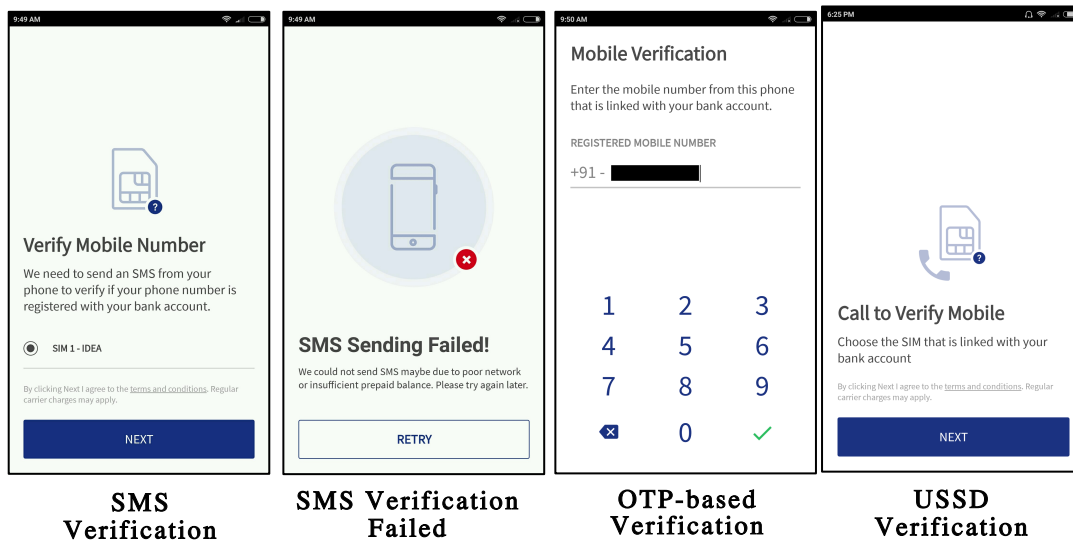 9:49 AM
Verify Mobile Number
We need to send an SMS from your
phone to verify if your phone number is
registered with your bank account.
SIM 1 - IDEA
By clicking Next I agree to the terms and conditions. Regular
carrier charges may apply.
NEXT
SMS
Verification
9:49 AM
SMS Sending Failed!
We could not send SMS maybe due to poor network
or insufficient prepaid balance. Please try again later.
RETRY
SMS Verification
Failed
9:50 AM
Mobile Verification
Enter the mobile number from this phone
that is linked with your bank account.
REGISTERED MOBILE NUMBER
+91 -
1 2 3
4 5 6
7 8 9
0
OTP-based
Verification
6:25 PM
Call to Verify Mobile
Choose the SIM that is linked with your
bank account
By clicking Next I agree to the terms and conditions. Regular
carrier charges may apply.
NEXT
USSD
Verification